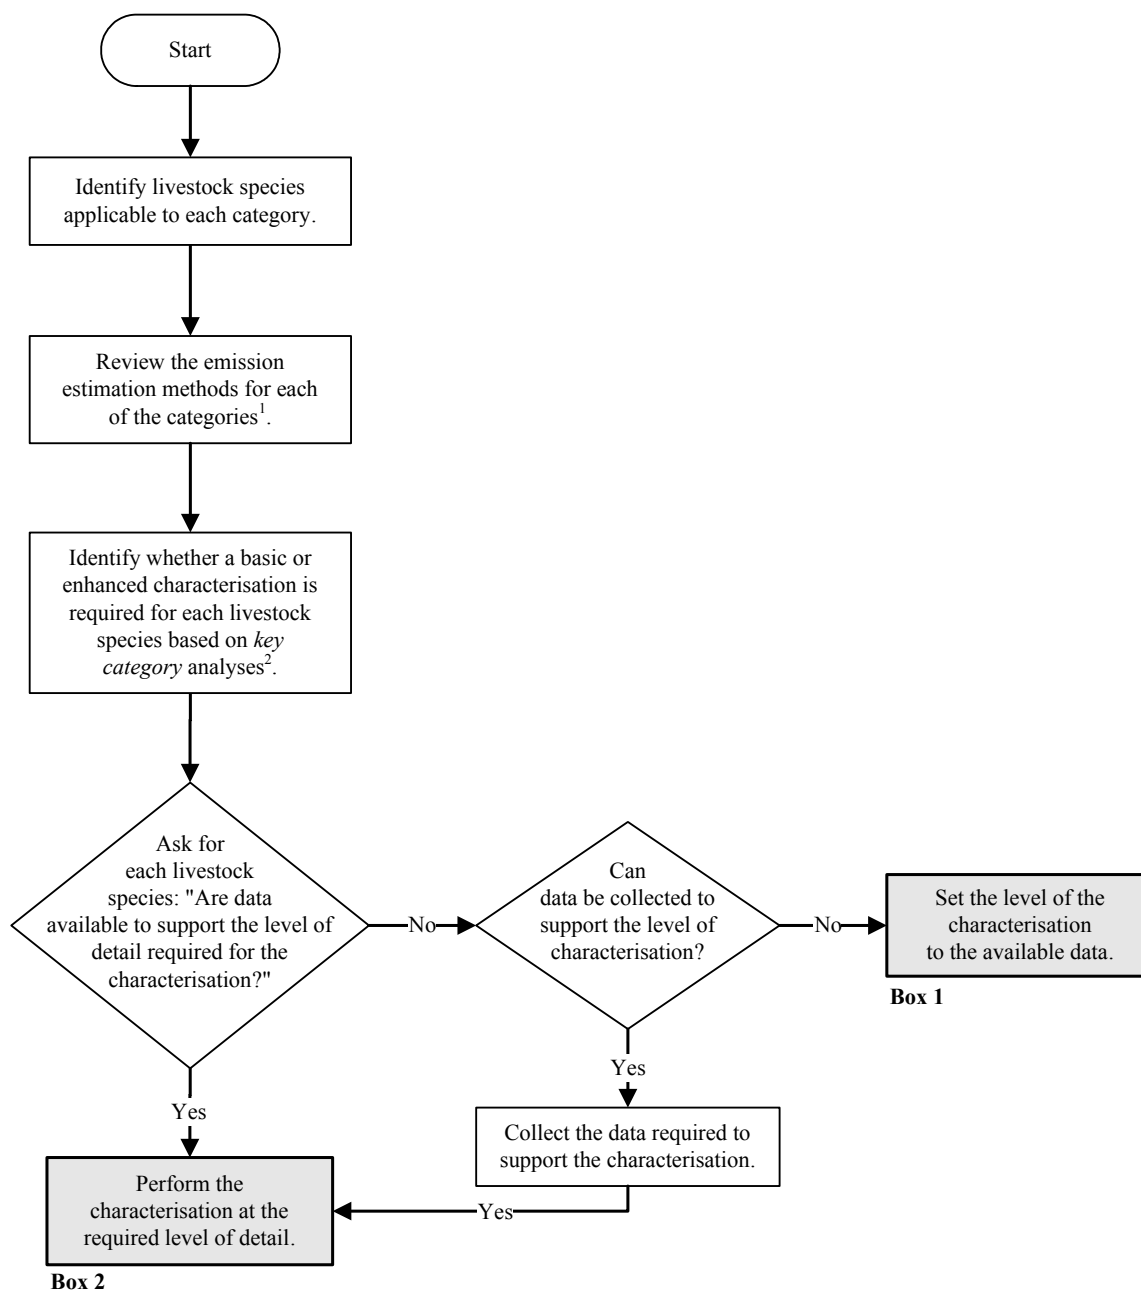 Start
Identify livestock species
applicable to each category.
Review the emission
estimation methods for each
of the categories¹.
Identify whether a basic or
enhanced characterisation is
required for each livestock
species based on key
category analyses².
Ask for
each livestock
species: "Are data
available to support the level of
detail required for the
characterisation?"
No
Can
data be collected to
support the level of
characterisation?
No
Set the level of the
characterisation
to the available data.
Box 1
Yes
Collect the data required to
support the characterisation.
Yes
Yes
Perform the
characterisation at the
required level of detail.
Box 2